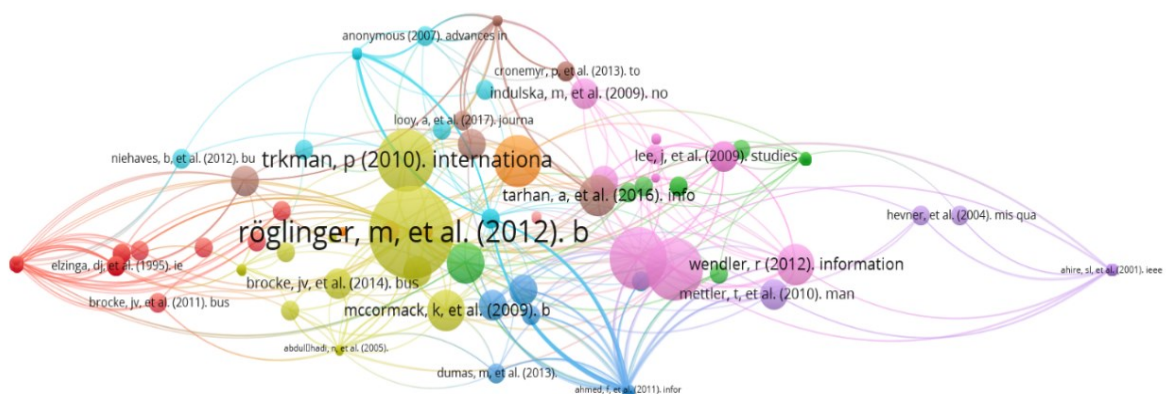 anonymous (2007). advances in
cronemyr, p, et al. (2013). to
indulska, m, et al. (2009). no
looy, a, et al. (2017). journa
niehaves, b, et al. (2012). bu
trkman, p (2010). internationa
lee, j, et al. (2009). studies
tarhan, a, et al. (2016). info
hevner, et al. (2004). mis qua
röglinger, m, et al. (2012). b
elzinga, dj, et al. (1995). ie
wendler, r (2012). information
ahire, sl, et al. (2001). ieee
brocke, jv, et al. (2014). bus
mettler, t, et al. (2010). man
brocke, jv, et al. (2011). bus
mccormack, k, et al. (2009). b
abdul⌷hadi, n, et al. (2005).
dumas, m, et al. (2013).
ahmed, f, et al. (2011). infor